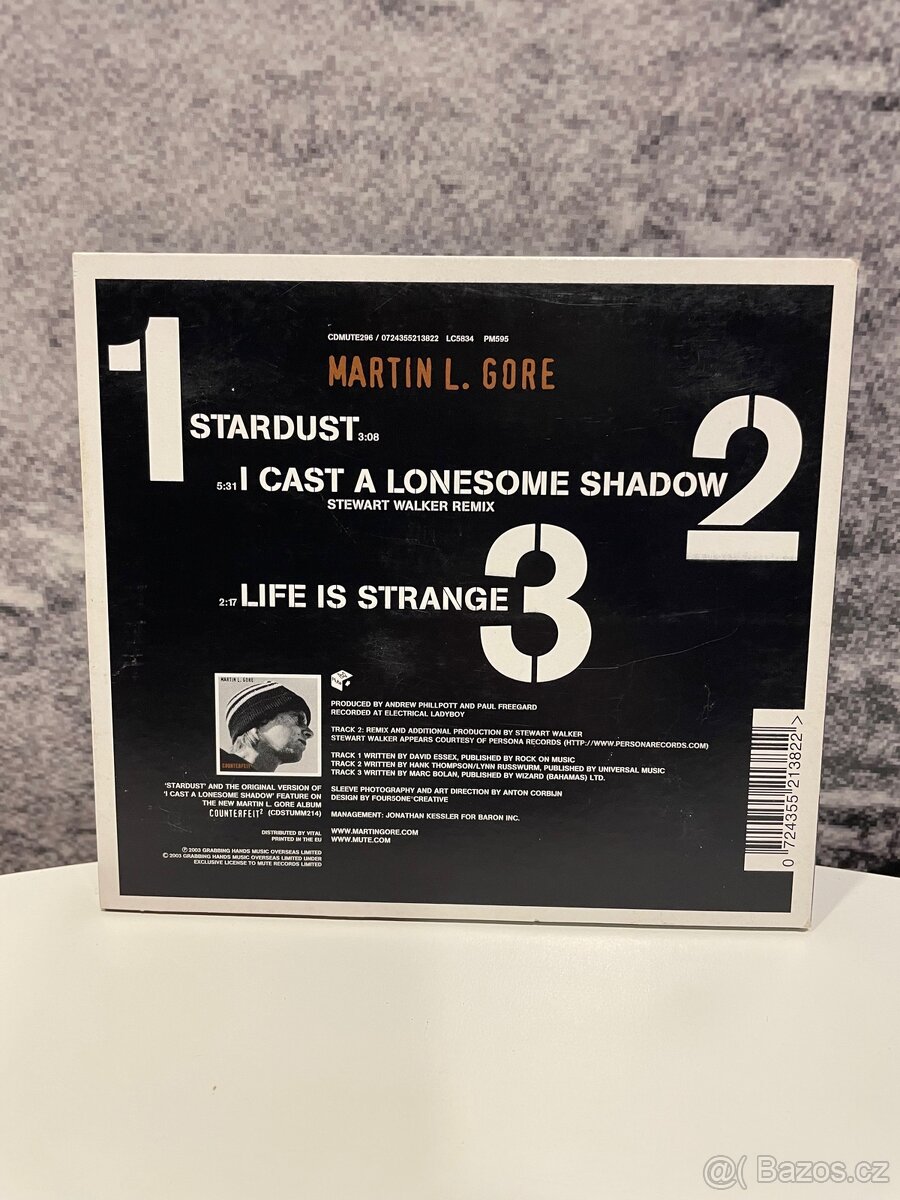 CDMUTE296 / 0724355213822 LC5834 PM595
MARTIN L. GORE
1
STARDUST 3:08
2
5:31 I CAST A LONESOME SHADOW
STEWART WALKER REMIX
3
2:17 LIFE IS STRANGE
MARTIN L. GORE
COUNTERFEIT²
'STARDUST' AND THE ORIGINAL VERSION OF
'I CAST A LONESOME SHADOW' FEATURE ON
THE NEW MARTIN L. GORE ALBUM
COUNTERFEIT² (CDSTUMM214)
DISTRIBUTED BY VITAL
PRINTED IN THE EU
℗ 2003 GRABBING HANDS MUSIC OVERSEAS LIMITED
© 2003 GRABBING HANDS MUSIC OVERSEAS LIMITED UNDER
EXCLUSIVE LICENSE TO MUTE RECORDS LIMITED
PRODUCED BY ANDREW PHILLPOTT AND PAUL FREEGARD
RECORDED AT ELECTRICAL LADYBOY
TRACK 2: REMIX AND ADDITIONAL PRODUCTION BY STEWART WALKER
STEWART WALKER APPEARS COURTESY OF PERSONA RECORDS (HTTP://WWW.PERSONARECORDS.COM)
TRACK 1 WRITTEN BY DAVID ESSEX, PUBLISHED BY ROCK ON MUSIC
TRACK 2 WRITTEN BY HANK THOMPSON/LYNN RUSSWURM, PUBLISHED BY UNIVERSAL MUSIC
TRACK 3 WRITTEN BY MARC BOLAN, PUBLISHED BY WIZARD (BAHAMAS) LTD.
SLEEVE PHOTOGRAPHY AND ART DIRECTION BY ANTON CORBIJN
DESIGN BY FOUR5ONE°CREATIVE
MANAGEMENT: JONATHAN KESSLER FOR BARON INC.
WWW.MARTINGORE.COM
WWW.MUTE.COM
0 724355 213822 >
@( Bazoš.cz